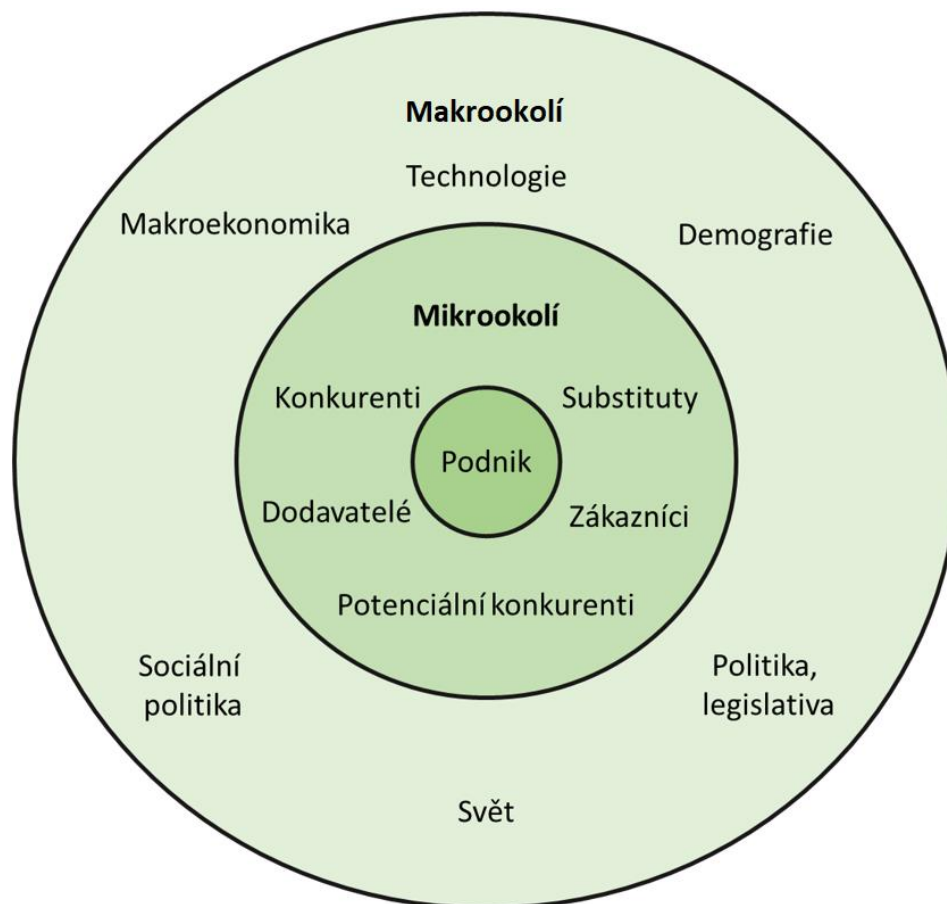 Makrookolí
Technologie
Makroekonomika
Demografie
Mikrookolí
Konkurenti
Substituty
Podnik
Dodavatelé
Zákazníci
Potenciální konkurenti
Sociální
politika
Politika,
legislativa
Svět